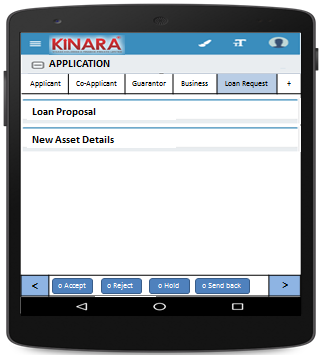 KINARA
APPLICATION
Applicant Co-Applicant Guarantor Business Loan Request +
Loan Proposal
New Asset Details
< o Accept o Reject o Hold o Send back >